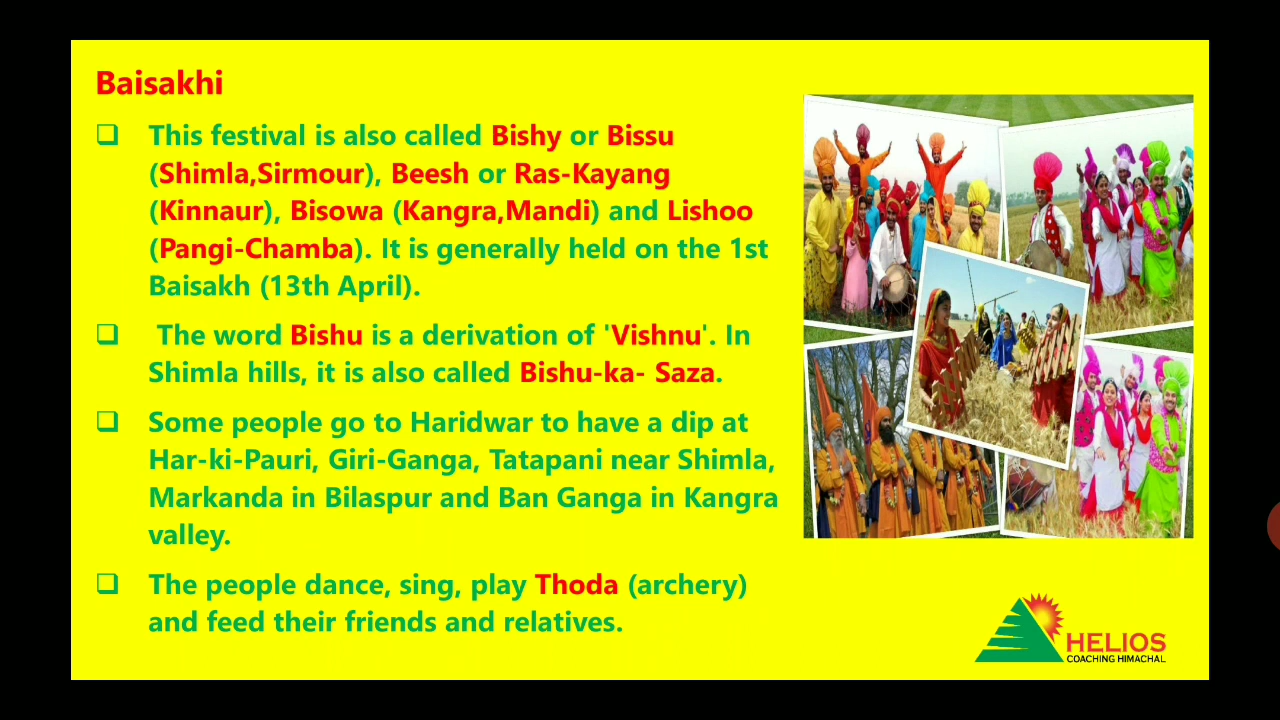 Baisakhi
❑ This festival is also called Bishy or Bissu
(Shimla,Sirmour), Beesh or Ras-Kayang
(Kinnaur), Bisowa (Kangra,Mandi) and Lishoo
(Pangi-Chamba). It is generally held on the 1st
Baisakh (13th April).
❑ The word Bishu is a derivation of 'Vishnu'. In
Shimla hills, it is also called Bishu-ka- Saza.
❑ Some people go to Haridwar to have a dip at
Har-ki-Pauri, Giri-Ganga, Tatapani near Shimla,
Markanda in Bilaspur and Ban Ganga in Kangra
valley.
❑ The people dance, sing, play Thoda (archery)
and feed their friends and relatives.
HELIOS
COACHING HIMACHAL